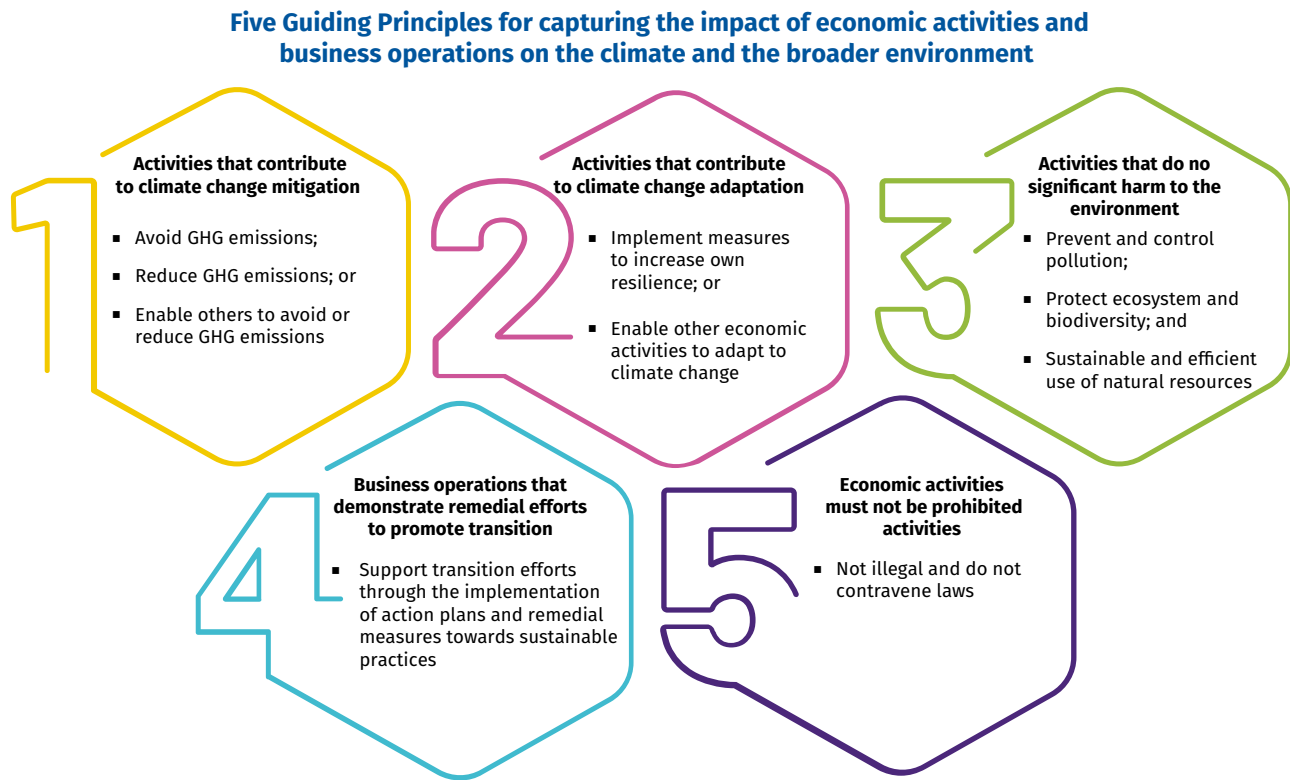 Five Guiding Principles for capturing the impact of economic activities and
business operations on the climate and the broader environment
1
Activities that contribute
to climate change mitigation
▪ Avoid GHG emissions;
▪ Reduce GHG emissions; or
▪ Enable others to avoid or
reduce GHG emissions
2
Activities that contribute
to climate change adaptation
▪ Implement measures
to increase own
resilience; or
▪ Enable other economic
activities to adapt to
climate change
3
Activities that do no
significant harm to the
environment
▪ Prevent and control
pollution;
▪ Protect ecosystem and
biodiversity; and
▪ Sustainable and efficient
use of natural resources
4
Business operations that
demonstrate remedial efforts
to promote transition
▪ Support transition efforts
through the implementation
of action plans and remedial
measures towards sustainable
practices
5
Economic activities
must not be prohibited
activities
▪ Not illegal and do not
contravene laws